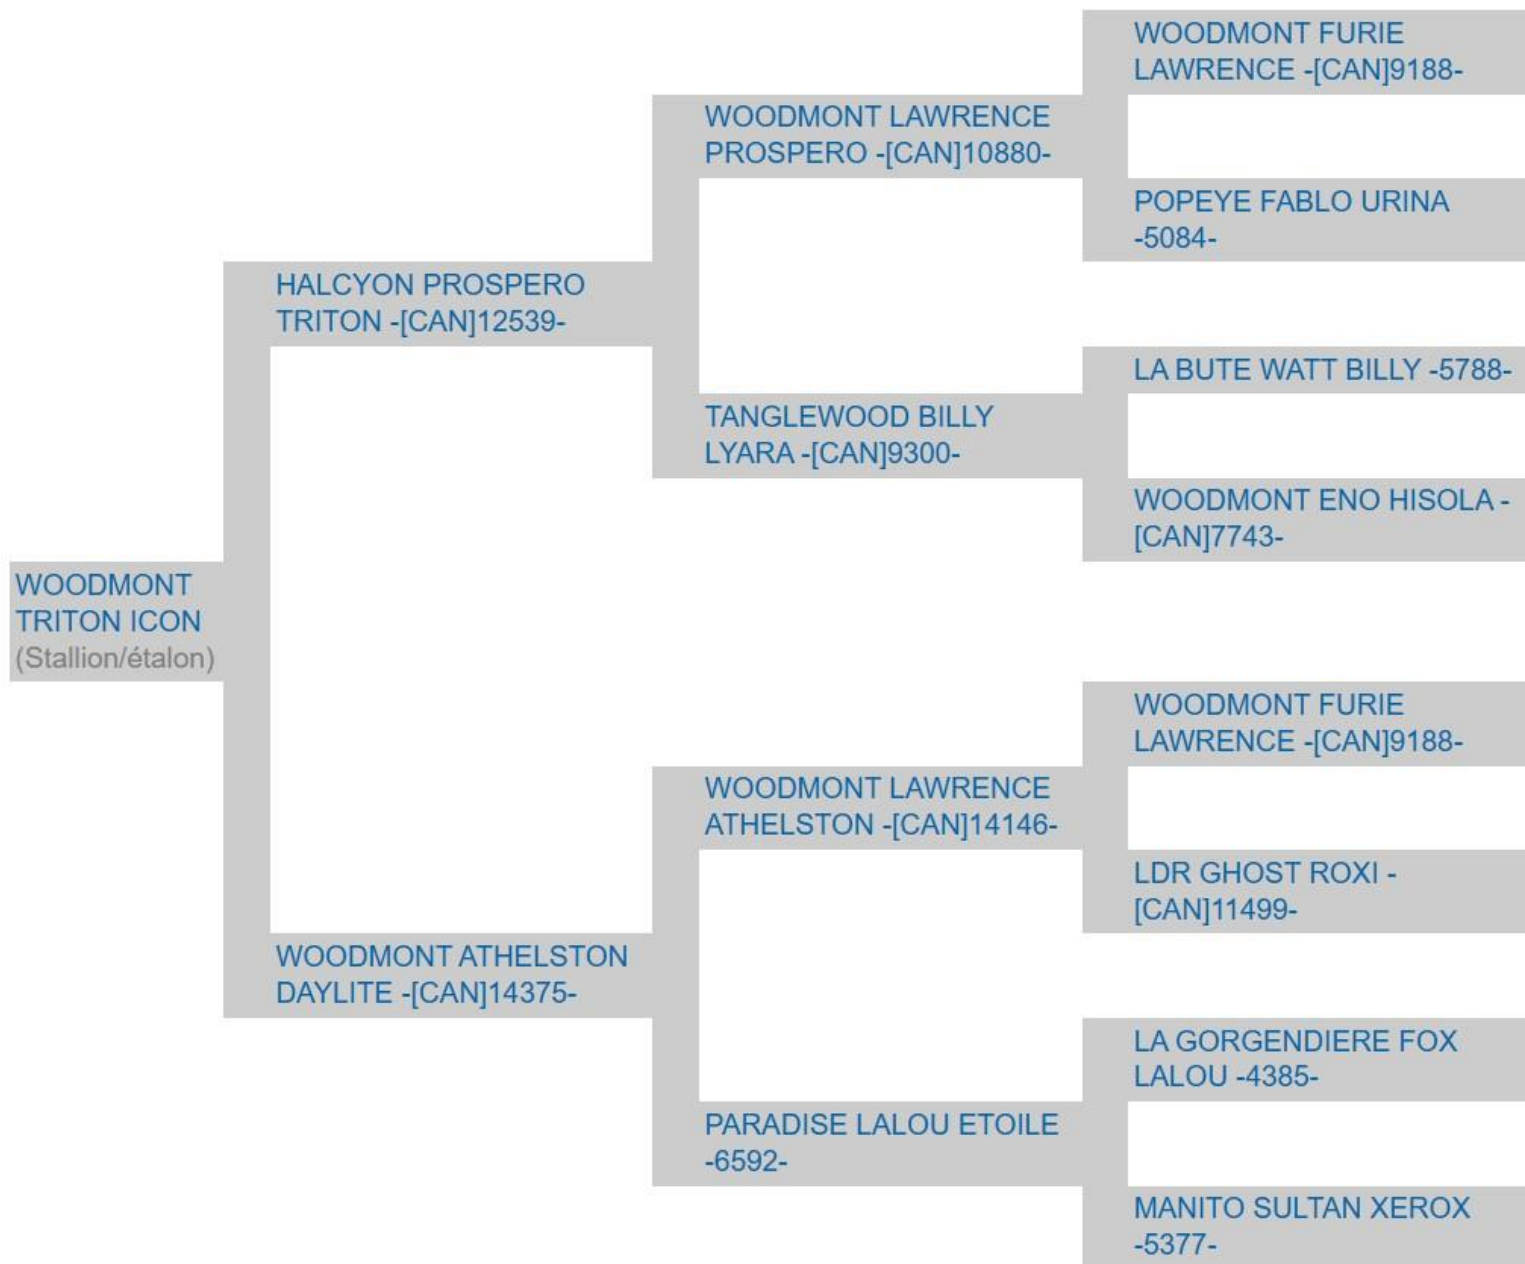 WOODMONT FURIE
LAWRENCE -[CAN]9188-
WOODMONT LAWRENCE
PROSPERO -[CAN]10880-
POPEYE FABLO URINA
-5084-
HALCYON PROSPERO
TRITON -[CAN]12539-
LA BUTE WATT BILLY -5788-
TANGLEWOOD BILLY
LYARA -[CAN]9300-
WOODMONT ENO HISOLA -
[CAN]7743-
WOODMONT
TRITON ICON
(Stallion/étalon)
WOODMONT FURIE
LAWRENCE -[CAN]9188-
WOODMONT LAWRENCE
ATHELSTON -[CAN]14146-
LDR GHOST ROXI -
[CAN]11499-
WOODMONT ATHELSTON
DAYLITE -[CAN]14375-
LA GORGENDIERE FOX
LALOU -4385-
PARADISE LALOU ETOILE
-6592-
MANITO SULTAN XEROX
-5377-